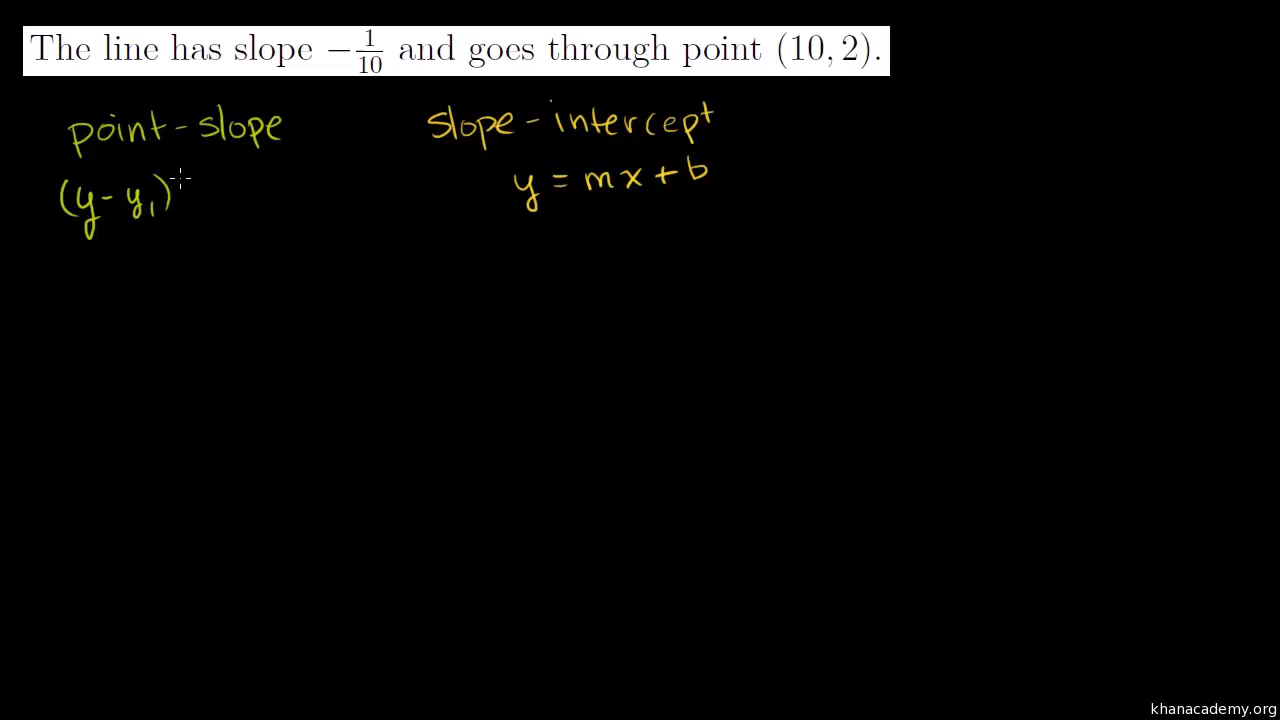 The line has slope −1/10 and goes through point (10, 2).
point-slope
slope-intercept
(y-y₁)
y = mx+b
khanacademy.org